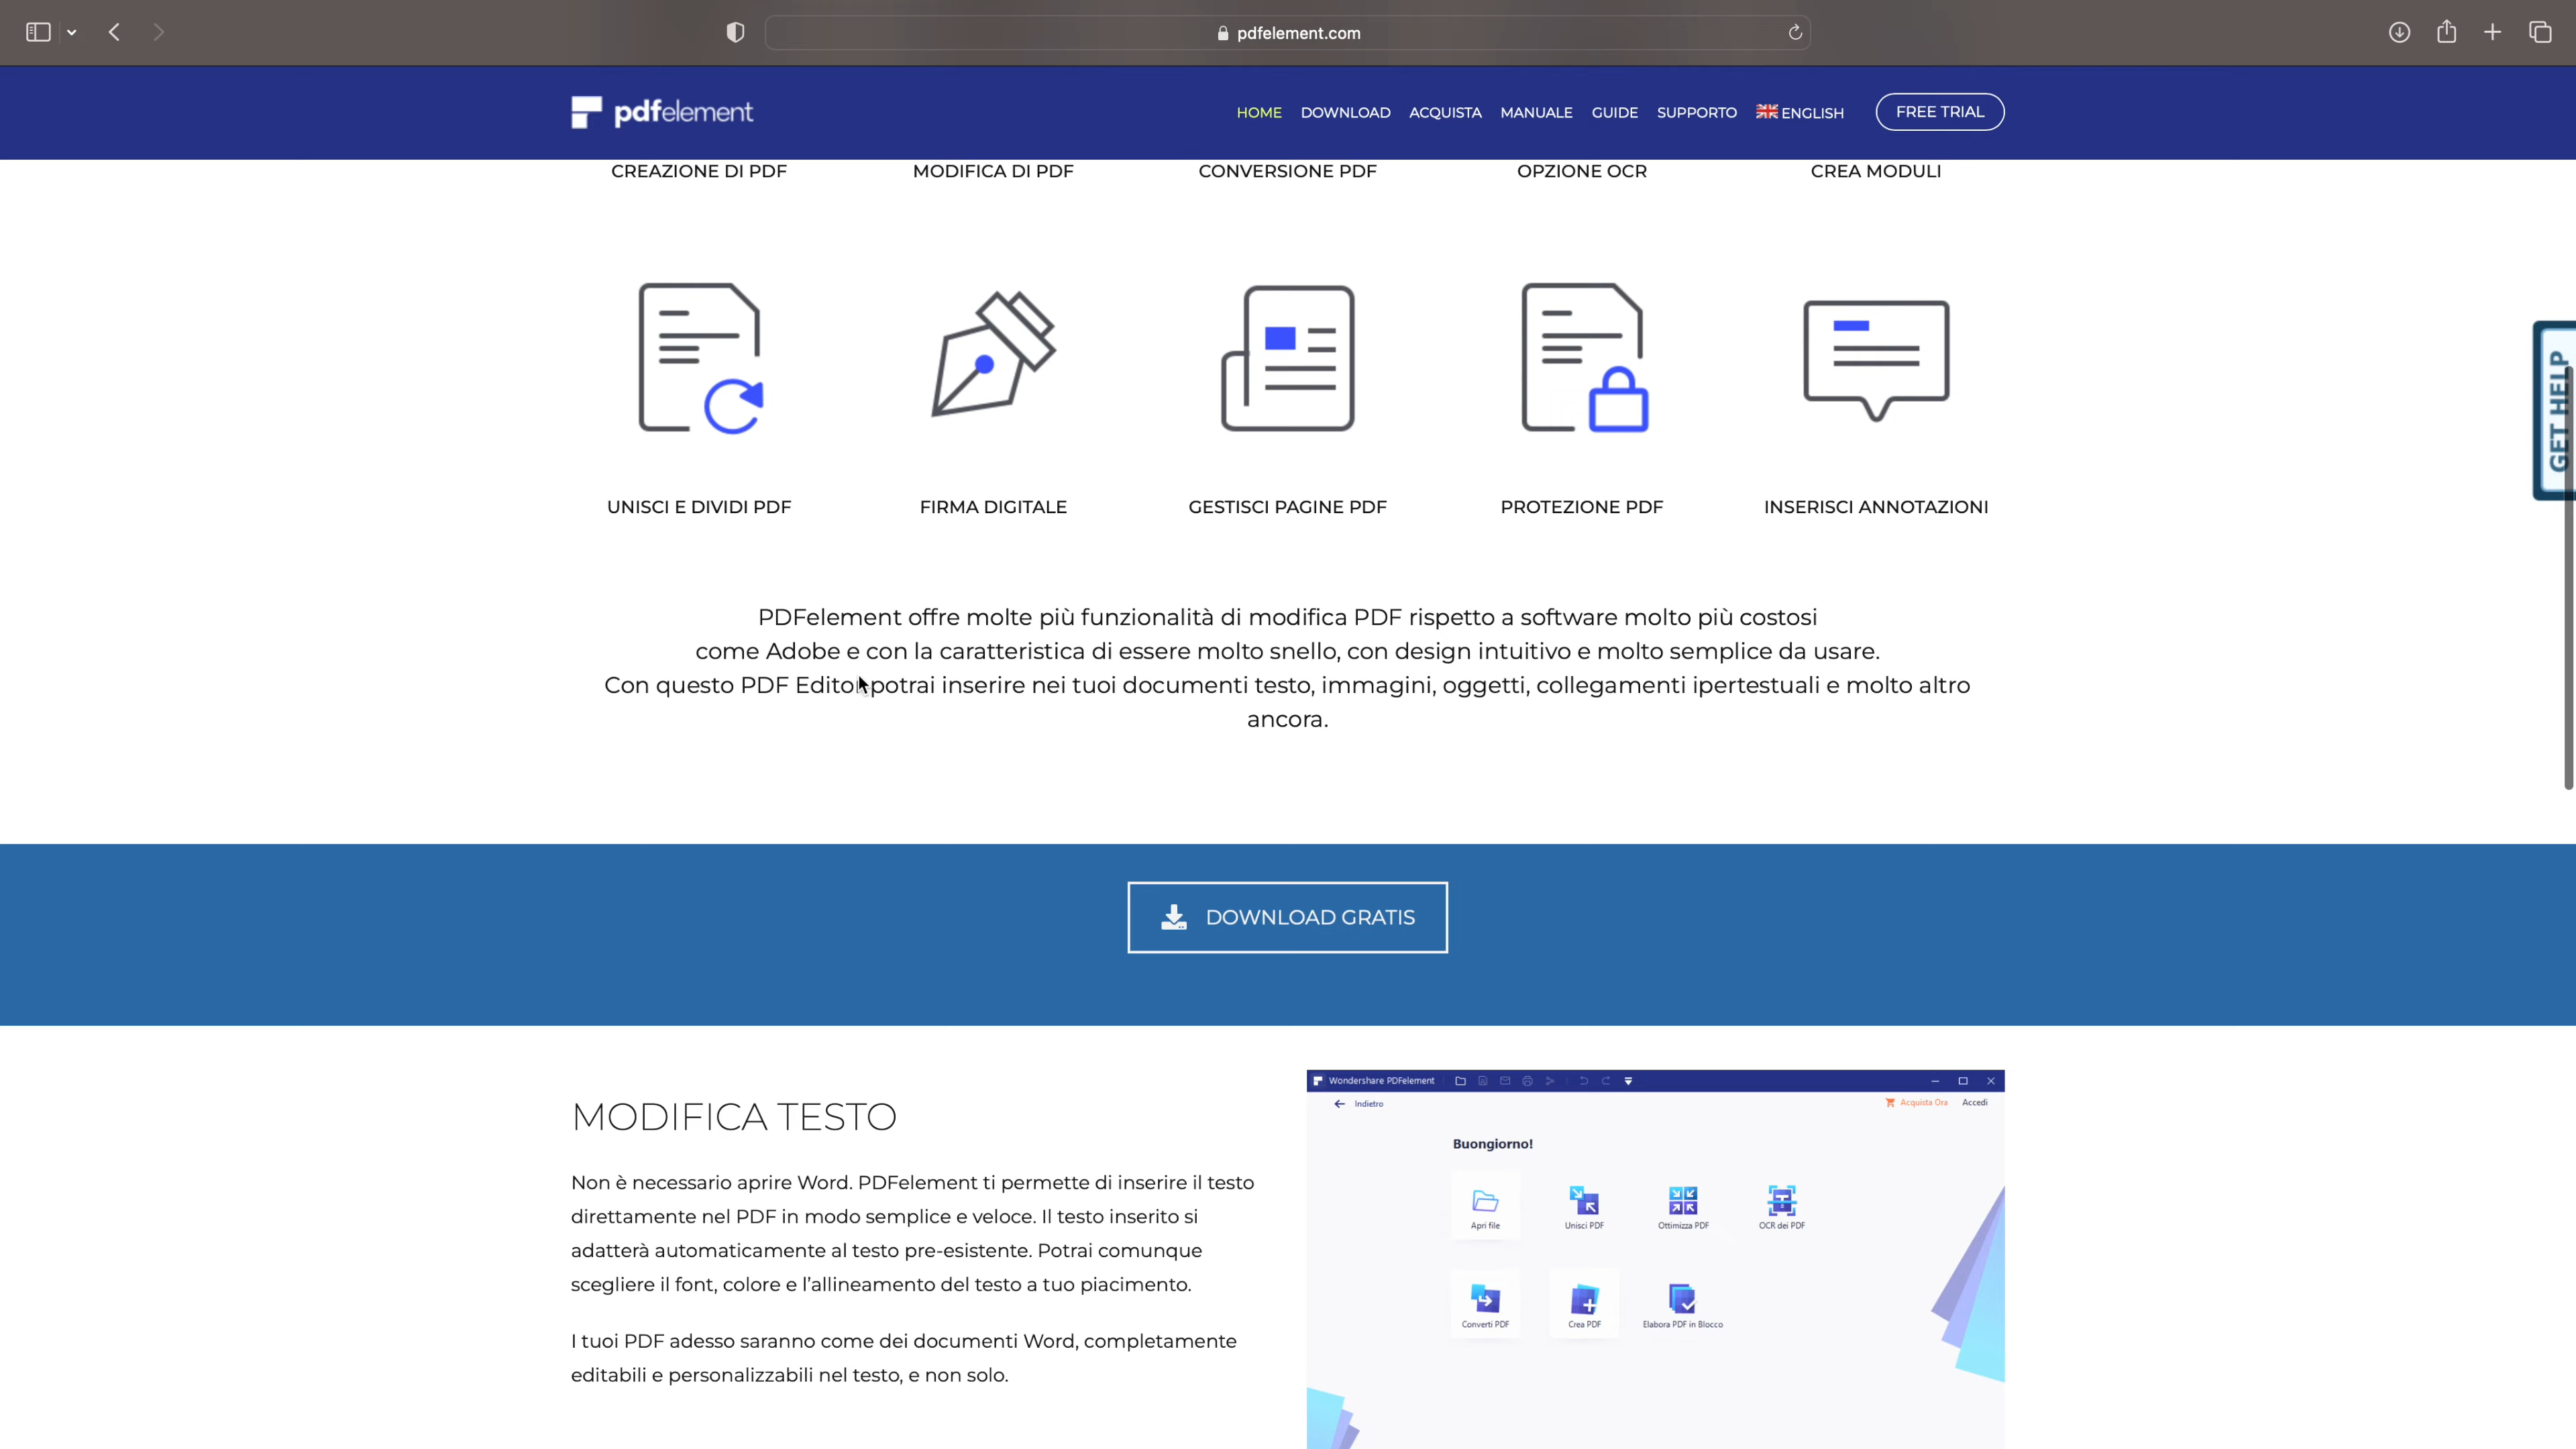 pdfelement.com
pdfelement
HOME DOWNLOAD ACQUISTA MANUALE GUIDE SUPPORTO ENGLISH FREE TRIAL
CREAZIONE DI PDF MODIFICA DI PDF CONVERSIONE PDF OPZIONE OCR CREA MODULI
GET HELP
UNISCI E DIVIDI PDF FIRMA DIGITALE GESTISCI PAGINE PDF PROTEZIONE PDF INSERISCI ANNOTAZIONI
PDFelement offre molte più funzionalità di modifica PDF rispetto a software molto più costosi
come Adobe e con la caratteristica di essere molto snello, con design intuitivo e molto semplice da usare.
Con questo PDF Editor potrai inserire nei tuoi documenti testo, immagini, oggetti, collegamenti ipertestuali e molto altro
ancora.
DOWNLOAD GRATIS
MODIFICA TESTO
Non è necessario aprire Word. PDFelement ti permette di inserire il testo
direttamente nel PDF in modo semplice e veloce. Il testo inserito si
adatterà automaticamente al testo pre-esistente. Potrai comunque
scegliere il font, colore e l'allineamento del testo a tuo piacimento.
I tuoi PDF adesso saranno come dei documenti Word, completamente
editabili e personalizzabili nel testo, e non solo.
Wondershare PDFelement
Indietro Acquista Ora Accedi
Buongiorno!
Apri file Unisci PDF Ottimizza PDF OCR dei PDF
Converti PDF Crea PDF Elabora PDF in Blocco